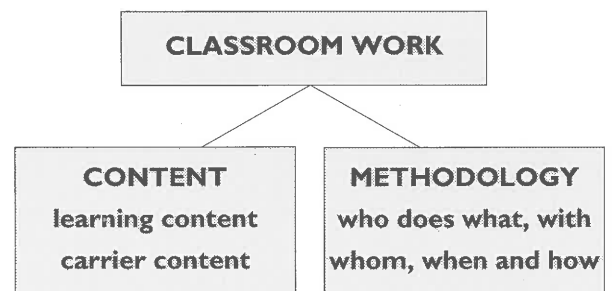 CLASSROOM WORK
CONTENT
learning content
carrier content
METHODOLOGY
who does what, with
whom, when and how